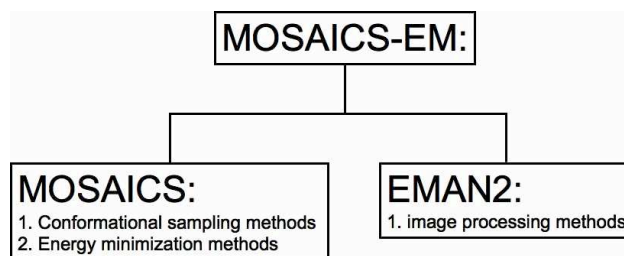 MOSAICS-EM:
MOSAICS:
1. Conformational sampling methods
2. Energy minimization methods
EMAN2:
1. image processing methods